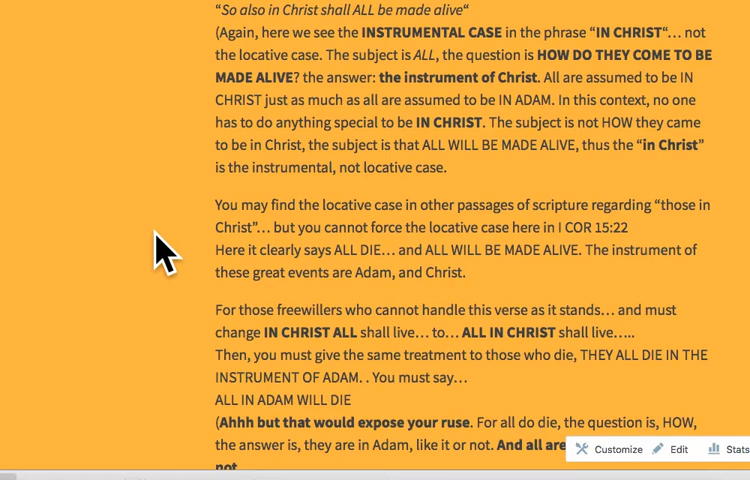 “So also in Christ shall ALL be made alive“
(Again, here we see the INSTRUMENTAL CASE in the phrase “IN CHRIST“… not
the locative case. The subject is ALL, the question is HOW DO THEY COME TO BE
MADE ALIVE? the answer: the instrument of Christ. All are assumed to be IN
CHRIST just as much as all are assumed to be IN ADAM. In this context, no one
has to do anything special to be IN CHRIST. The subject is not HOW they came
to be in Christ, the subject is that ALL WILL BE MADE ALIVE, thus the “in Christ”
is the instrumental, not locative case.
You may find the locative case in other passages of scripture regarding “those in
Christ”… but you cannot force the locative case here in I COR 15:22
Here it clearly says ALL DIE… and ALL WILL BE MADE ALIVE. The instrument of
these great events are Adam, and Christ.
For those freewillers who cannot handle this verse as it stands… and must
change IN CHRIST ALL shall live… to… ALL IN CHRIST shall live…..
Then, you must give the same treatment to those who die, THEY ALL DIE IN THE
INSTRUMENT OF ADAM. . You must say…
ALL IN ADAM WILL DIE
(Ahhh but that would expose your ruse. For all do die, the question is, HOW,
the answer is, they are in Adam, like it or not. And all are
not
Customize Edit Stats